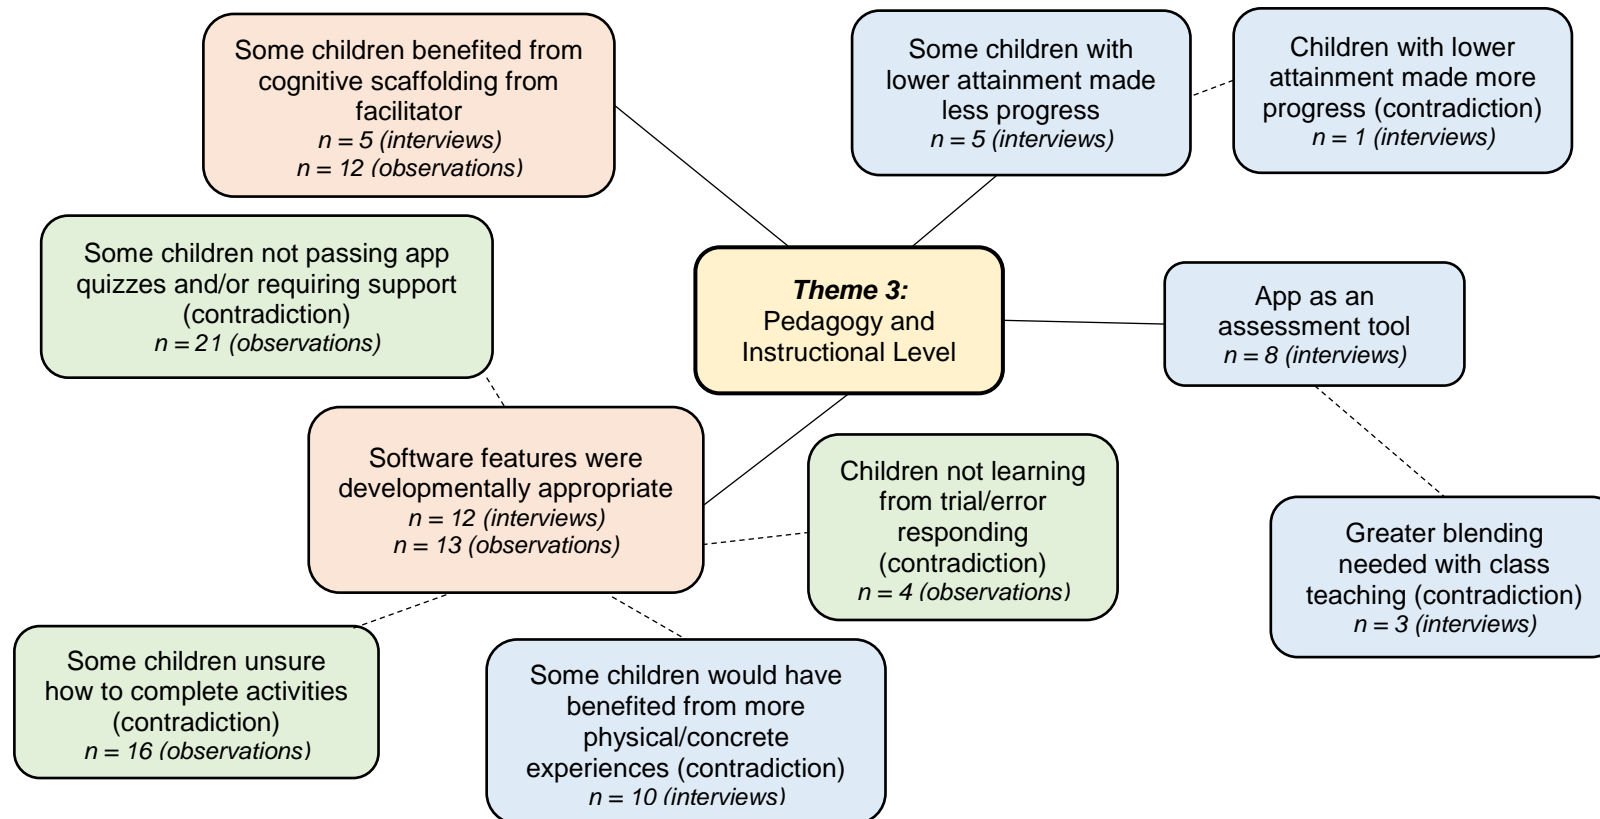 Some children benefited from
cognitive scaffolding from
facilitator
n = 5 (interviews)
n = 12 (observations)
Some children with
lower attainment made
less progress
n = 5 (interviews)
Children with lower
attainment made more
progress (contradiction)
n = 1 (interviews)
Some children not passing app
quizzes and/or requiring support
(contradiction)
n = 21 (observations)
Theme 3:
Pedagogy and
Instructional Level
App as an
assessment tool
n = 8 (interviews)
Software features were
developmentally appropriate
n = 12 (interviews)
n = 13 (observations)
Children not learning
from trial/error
responding
(contradiction)
n = 4 (observations)
Greater blending
needed with class
teaching (contradiction)
n = 3 (interviews)
Some children unsure
how to complete activities
(contradiction)
n = 16 (observations)
Some children would have
benefited from more
physical/concrete
experiences (contradiction)
n = 10 (interviews)